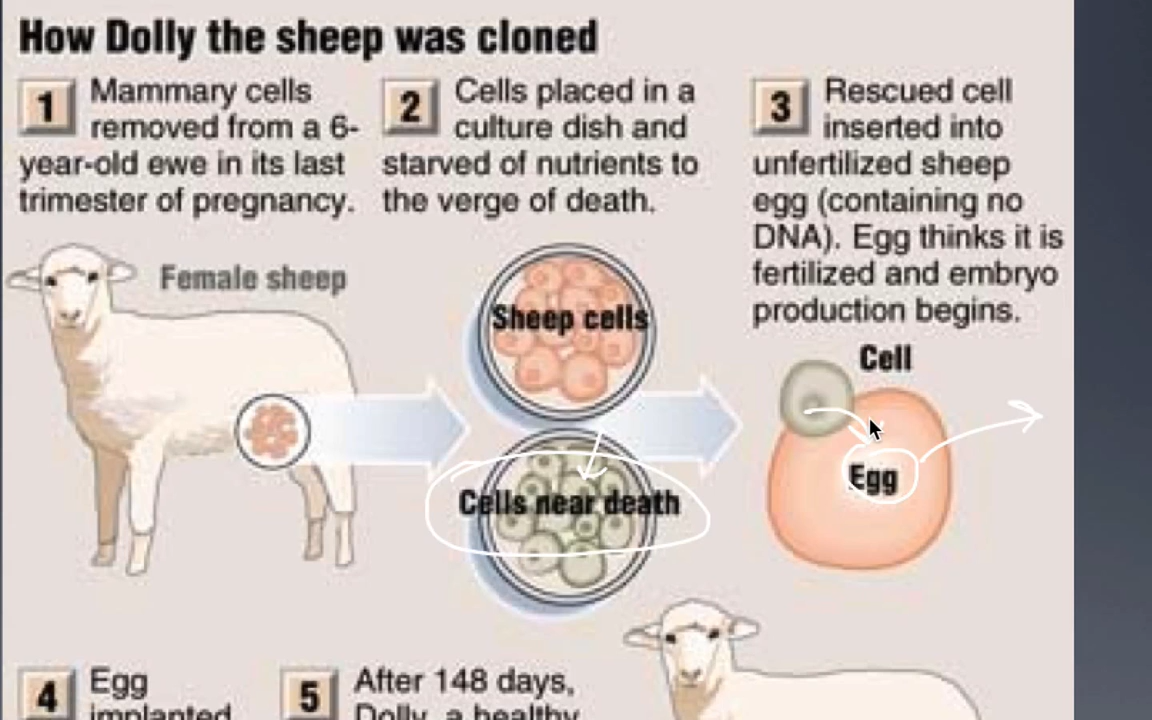 How Dolly the sheep was cloned
1 Mammary cells
removed from a 6-
year-old ewe in its last
trimester of pregnancy.
2 Cells placed in a
culture dish and
starved of nutrients to
the verge of death.
3 Rescued cell
inserted into
unfertilized sheep
egg (containing no
DNA). Egg thinks it is
fertilized and embryo
production begins.
Female sheep
Sheep cells
Cells near death
Cell
Egg
4 Egg
implanted
5 After 148 days,
Dolly, a healthy